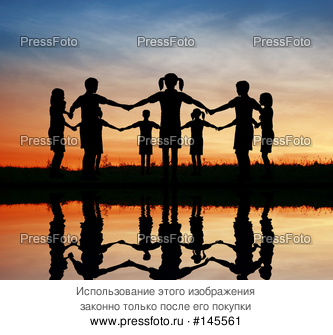 PressFoto PressFoto PressFoto
PressFoto PressFoto PressFoto
PressFoto PressFoto PressFoto
Использование этого изображения
законно только после его покупки
www.pressfoto.ru · #145561